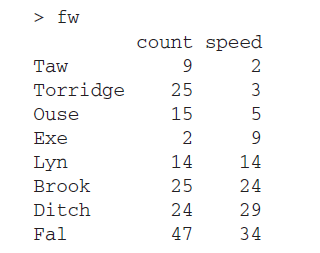 > fw
count speed
Taw 9 2
Torridge 25 3
Ouse 15 5
Exe 2 9
Lyn 14 14
Brook 25 24
Ditch 24 29
Fal 47 34